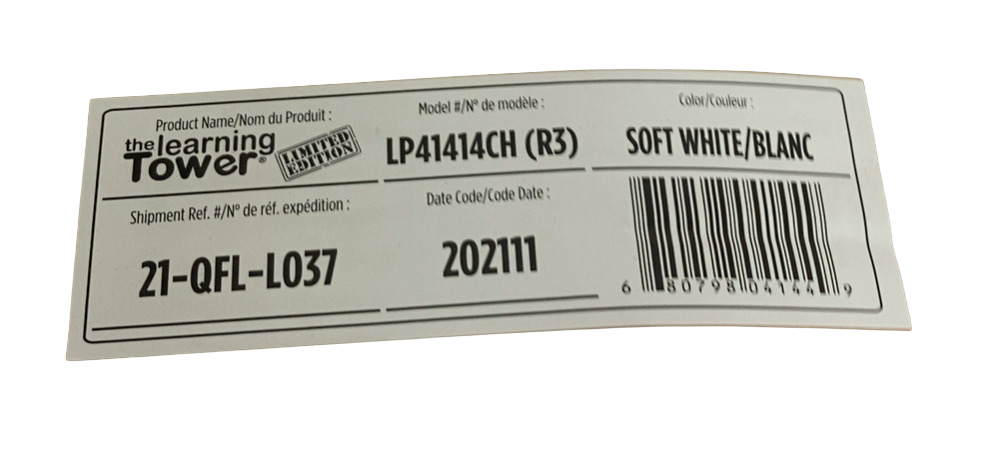 Product Name/Nom du Produit :
the learning
Tower®
LIMITED
EDITION
Model #/N° de modèle :
LP41414CH (R3)
Color/Couleur :
SOFT WHITE/BLANC
Shipment Ref. #/N° de réf. expédition :
21-QFL-L037
Date Code/Code Date :
202111
6 80798 04144 9